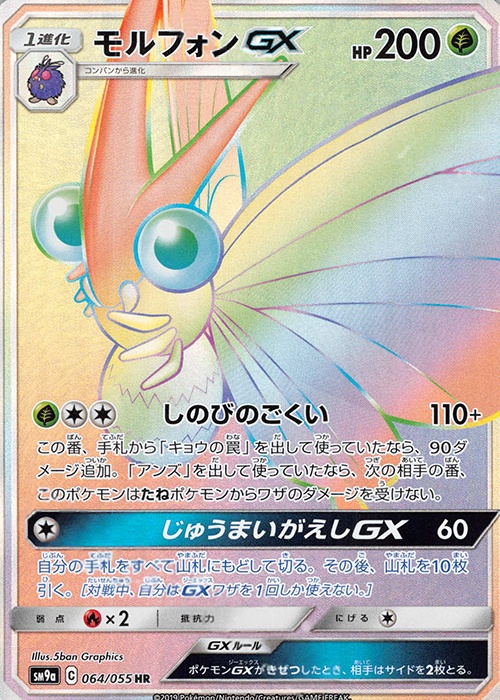 1進化 モルフォンGX HP200
コンパンから進化
しのびのごくい 110+
この番、手札から「キョウの罠」を出して使っていたなら、90ダ
メージ追加。「アンズ」を出して使っていたなら、次の相手の番、
このポケモンはたねポケモンからワザのダメージを受けない。
じゅうまいがえしGX 60
自分の手札をすべて山札にもどして切る。その後、山札を10枚
引く。[対戦中、自分はGXワザを1回しか使えない。]
弱点 ×2 抵抗力 にげる
GXルール
Illus.5ban Graphics
ポケモンGXがきぜつしたとき、相手はサイドを2枚とる。
SM9a C 064/055 HR
©2019 Pokémon/Nintendo/Creatures/GAMEFREAK.